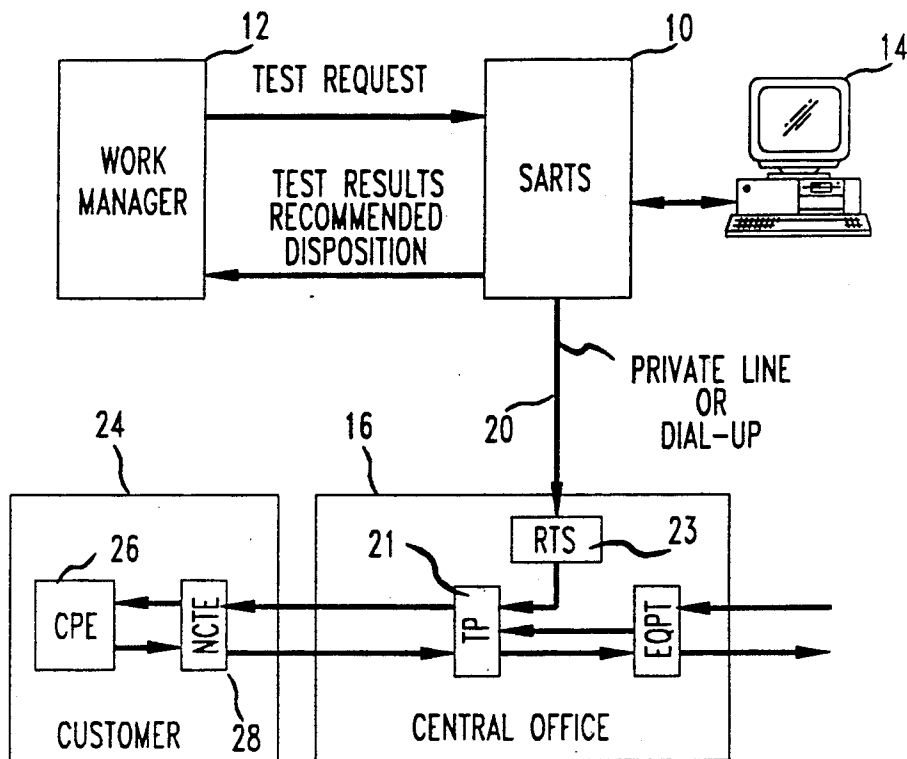 12
10
14
TEST REQUEST
WORK
MANAGER
SARTS
TEST RESULTS
RECOMMENDED
DISPOSITION
PRIVATE LINE
OR
DIAL-UP
20
24
16
26
21
RTS
23
CPE
NCTE
TP
EQPT
28
CUSTOMER
CENTRAL OFFICE